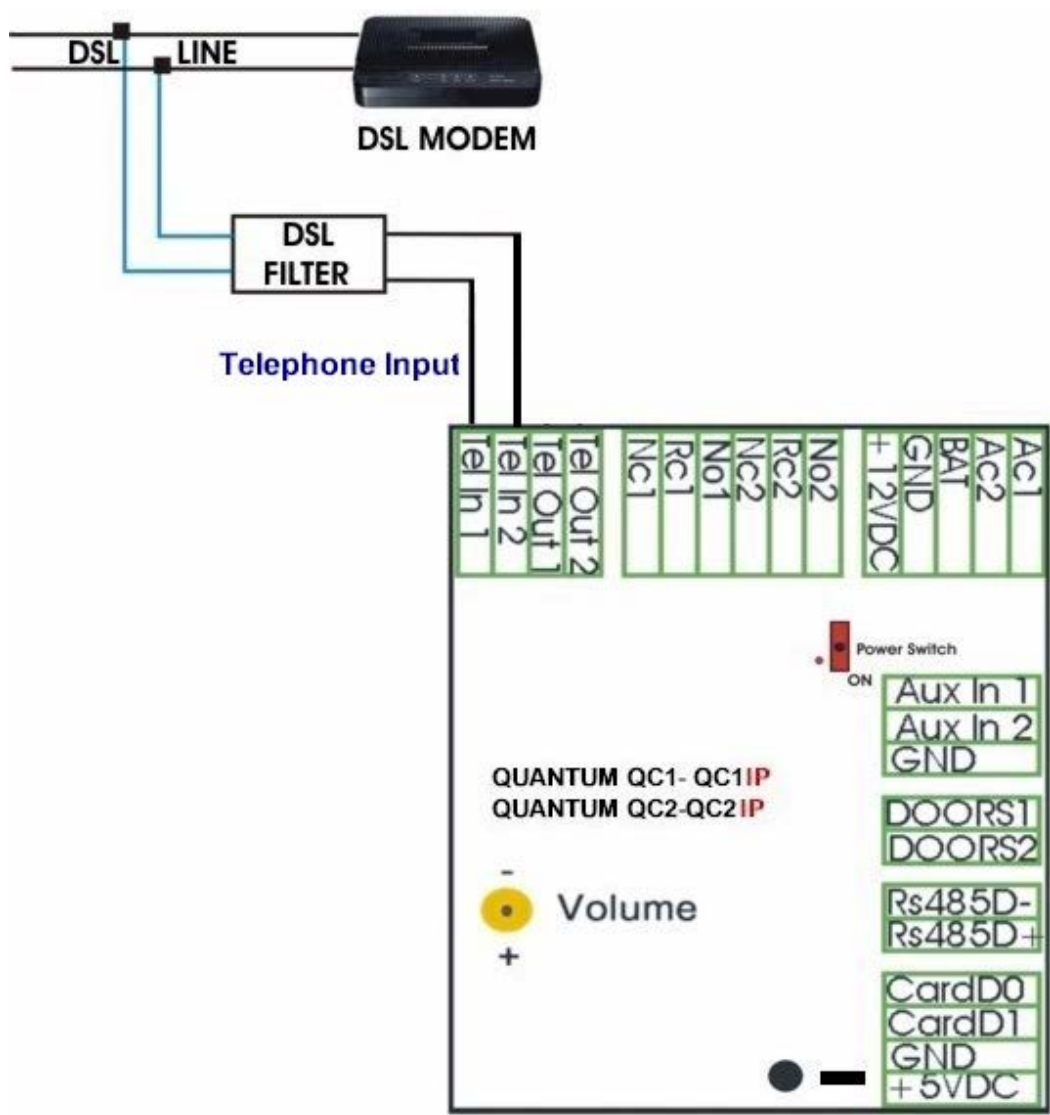 DSL LINE
DSL MODEM
DSL
FILTER
Telephone Input
Tel In 1
Tel In 2
Tel Out 1
Tel Out 2
Nc1
Rc1
No1
Nc2
Rc2
No2
+12VDC
GND
BAT
Ac2
Ac1
Power Switch
ON
Aux In 1
Aux In 2
GND
QUANTUM QC1- QC1IP
QUANTUM QC2-QC2IP
DOORS1
DOORS2
-
Volume
+
Rs485D-
Rs485D+
CardD0
CardD1
GND
+5VDC